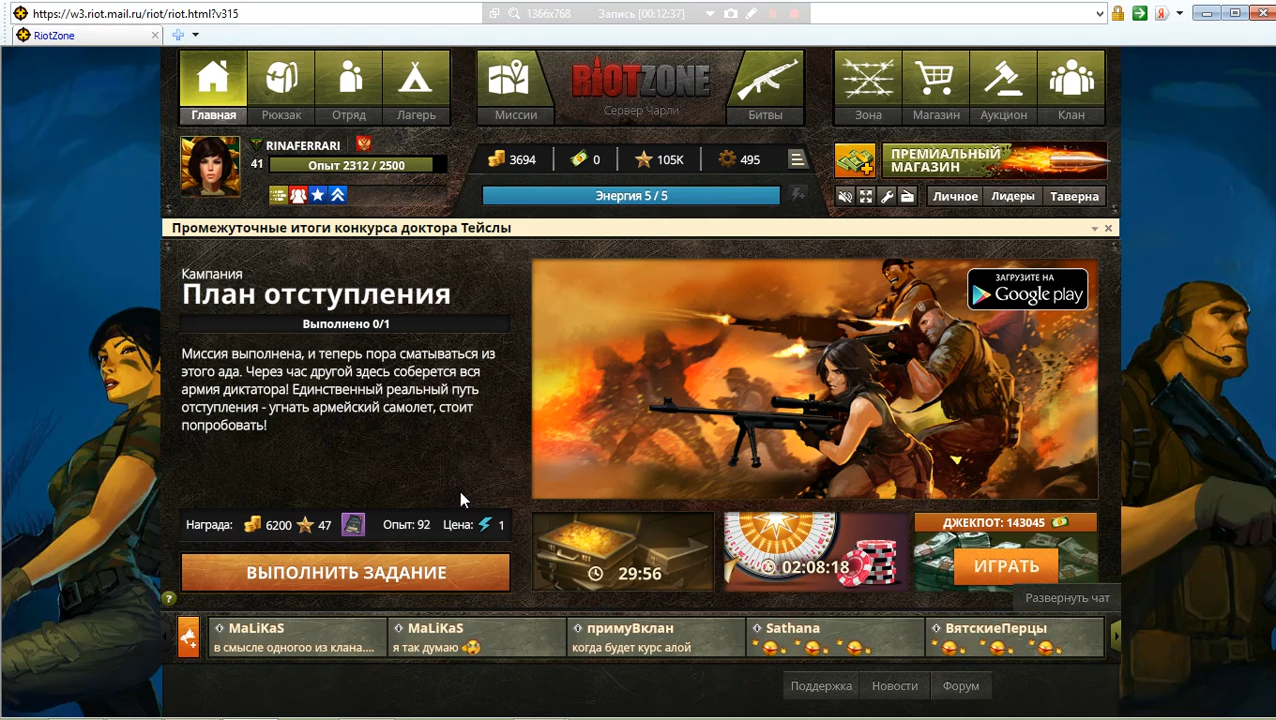 https://w3.riot.mail.ru/riot/riot.html?v315
1366x768
Запись [00:12:37]
RiotZone
Главная
Рюкзак
Отряд
Лагерь
Миссии
RIOTZONE
Сервер Чарли
Битвы
Зона
Магазин
Аукцион
Клан
RINAFERRARI
41
Опыт 2312 / 2500
3694
0
105K
495
Энергия 5 / 5
ПРЕМИАЛЬНЫЙ
МАГАЗИН
Личное
Лидеры
Таверна
Промежуточные итоги конкурса доктора Тейслы
Кампания
План отступления
Выполнено 0/1
Миссия выполнена, и теперь пора сматываться из
этого ада. Через час другой здесь соберется вся
армия диктатора! Единственный реальный путь
отступления - угнать армейский самолет, стоит
попробовать!
ЗАГРУЗИТЕ НА
Google play
Награда: 6200 47 Опыт: 92 Цена: 1
ВЫПОЛНИТЬ ЗАДАНИЕ
29:56
02:08:18
ДЖЕКПОТ: 143045
ИГРАТЬ
Развернуть чат
?
MaLiKaS
в смысле одногоо из клана....
MaLiKaS
я так думаю
примуВклан
когда будет курс алой
Sathana
ВятскиеПерцы
Поддержка
Новости
Форум